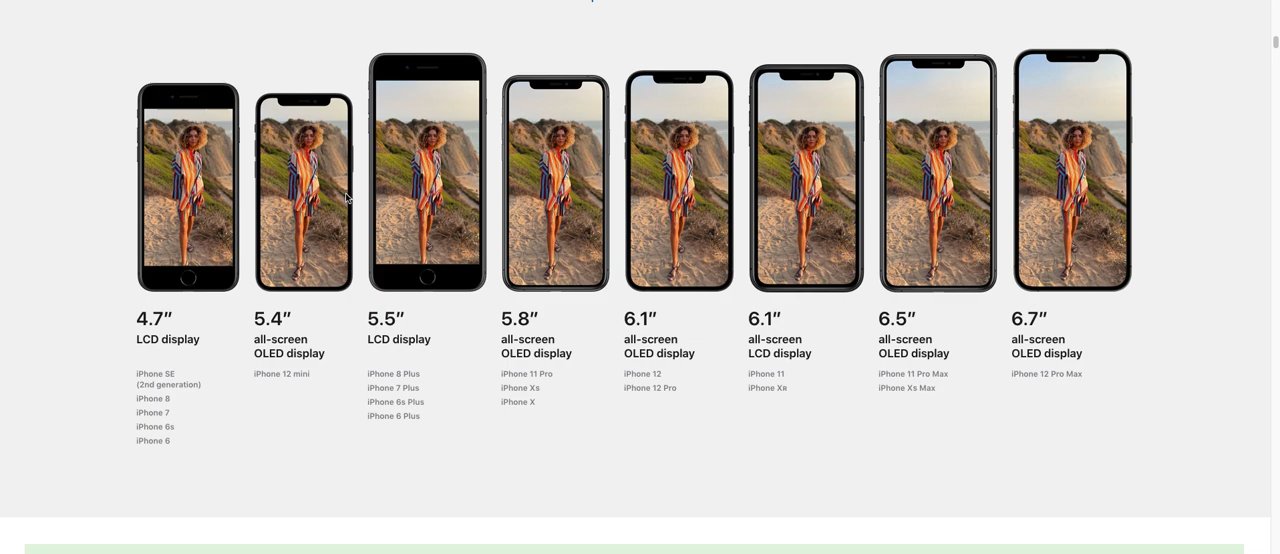 4.7″
LCD display
iPhone SE
(2nd generation)
iPhone 8
iPhone 7
iPhone 6s
iPhone 6
5.4″
all-screen
OLED display
iPhone 12 mini
5.5″
LCD display
iPhone 8 Plus
iPhone 7 Plus
iPhone 6s Plus
iPhone 6 Plus
5.8″
all-screen
OLED display
iPhone 11 Pro
iPhone Xs
iPhone X
6.1″
all-screen
OLED display
iPhone 12
iPhone 12 Pro
6.1″
all-screen
LCD display
iPhone 11
iPhone XR
6.5″
all-screen
OLED display
iPhone 11 Pro Max
iPhone Xs Max
6.7″
all-screen
OLED display
iPhone 12 Pro Max